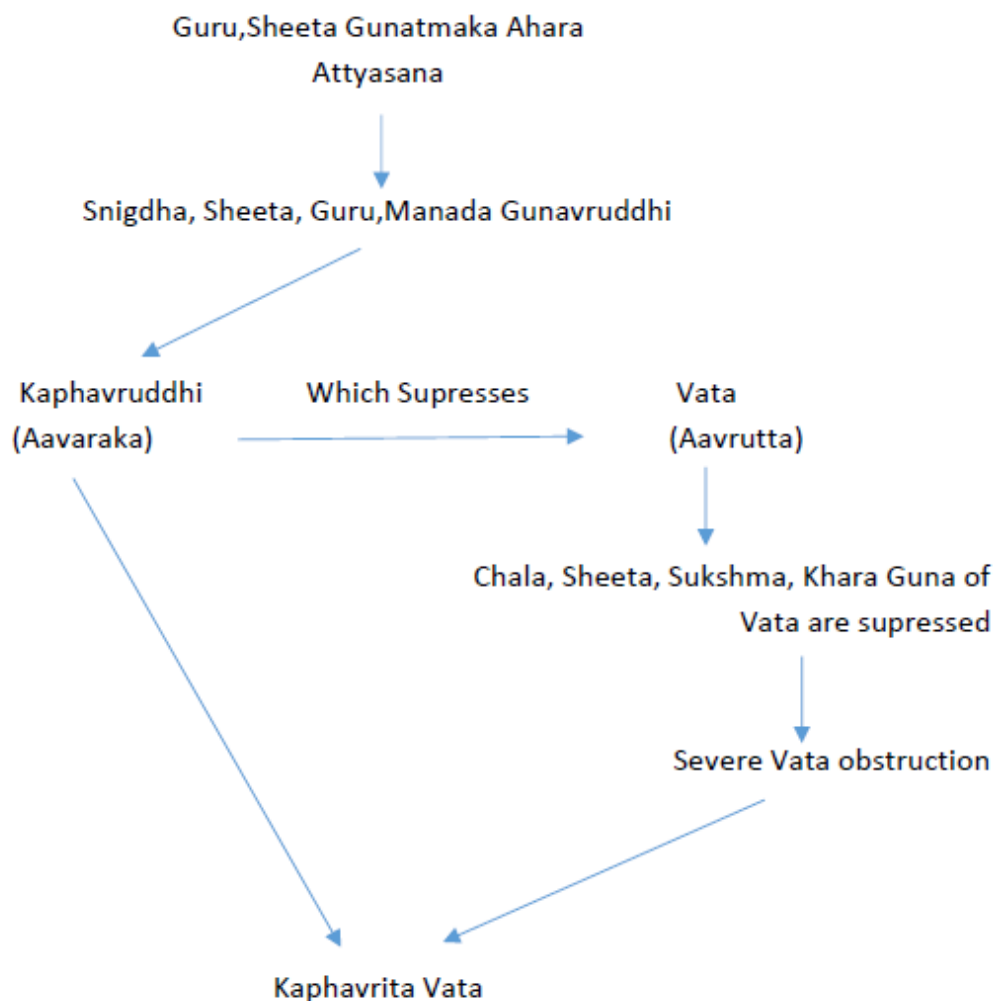 Guru,Sheeta Gunatmaka Ahara
Attyasana
Snigdha, Sheeta, Guru,Manada Gunavruddhi
Kaphavruddhi Which Supresses Vata
(Aavaraka) (Aavrutta)
Chala, Sheeta, Sukshma, Khara Guna of
Vata are supressed
Severe Vata obstruction
Kaphavrita Vata